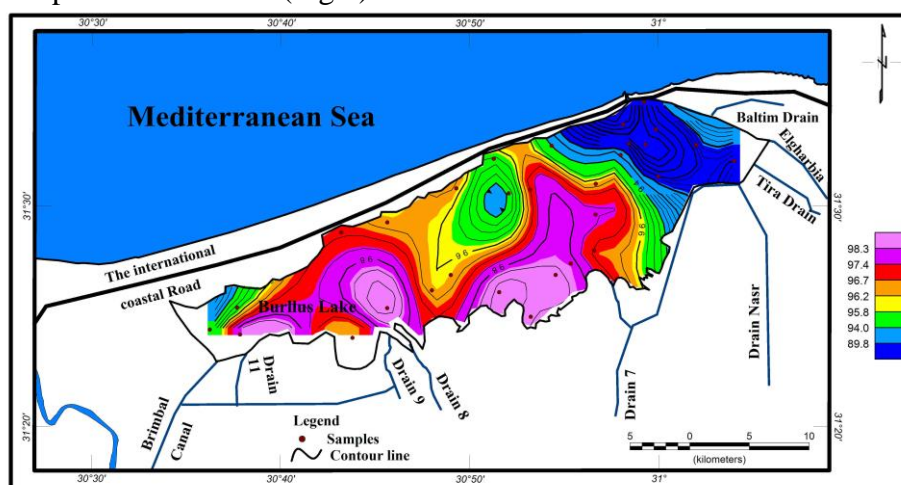 30°30'
30°40'
30°50'
31°
Mediterranean Sea
Baltim Drain
Elgharbia
Tira Drain
31°30'
31°30'
The international
coastal Road
Burllus Lake
94
96
96
96
96
98.3
97.4
96.7
96.2
95.8
94.0
89.8
Drain
11
Brimbal
Canal
Drain 9
Drain 8
Drain 7
Drain Nasr
Legend
Samples
Contour line
5 0 5 10
(kilometers)
31°20'
31°20'
30°30'
30°40'
30°50'
31°